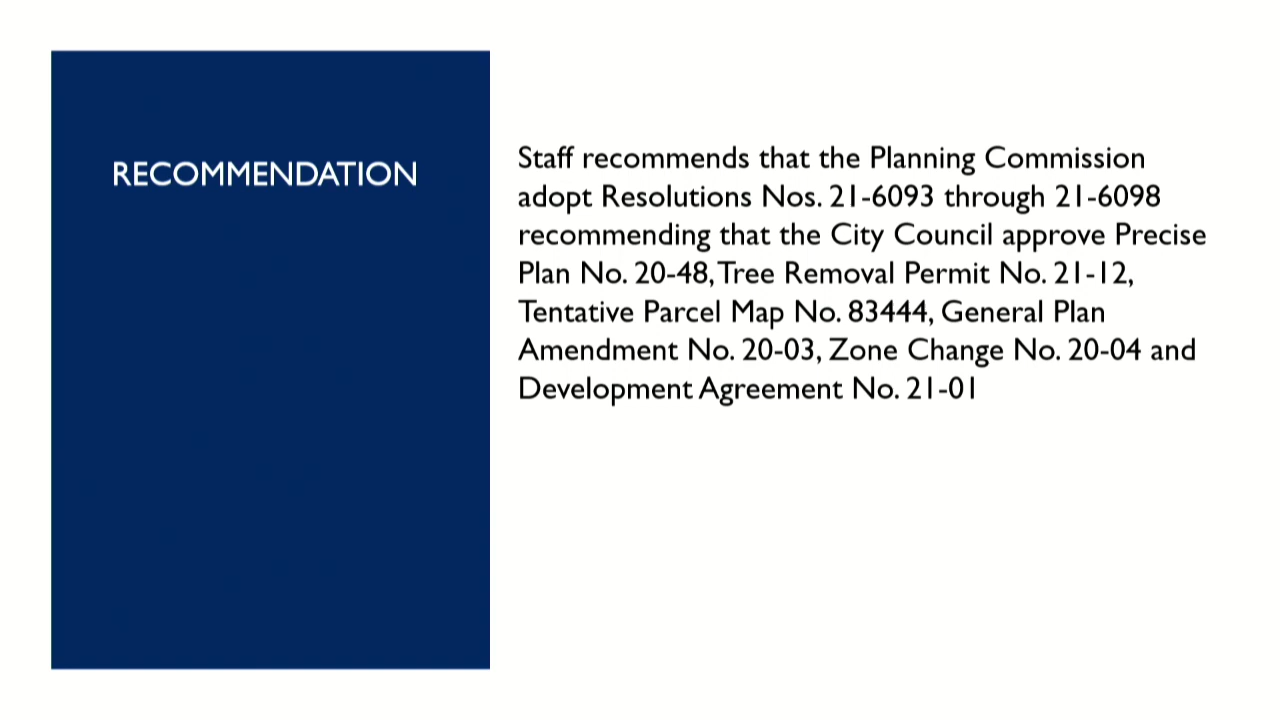 RECOMMENDATION
Staff recommends that the Planning Commission
adopt Resolutions Nos. 21-6093 through 21-6098
recommending that the City Council approve Precise
Plan No. 20-48, Tree Removal Permit No. 21-12,
Tentative Parcel Map No. 83444, General Plan
Amendment No. 20-03, Zone Change No. 20-04 and
Development Agreement No. 21-01